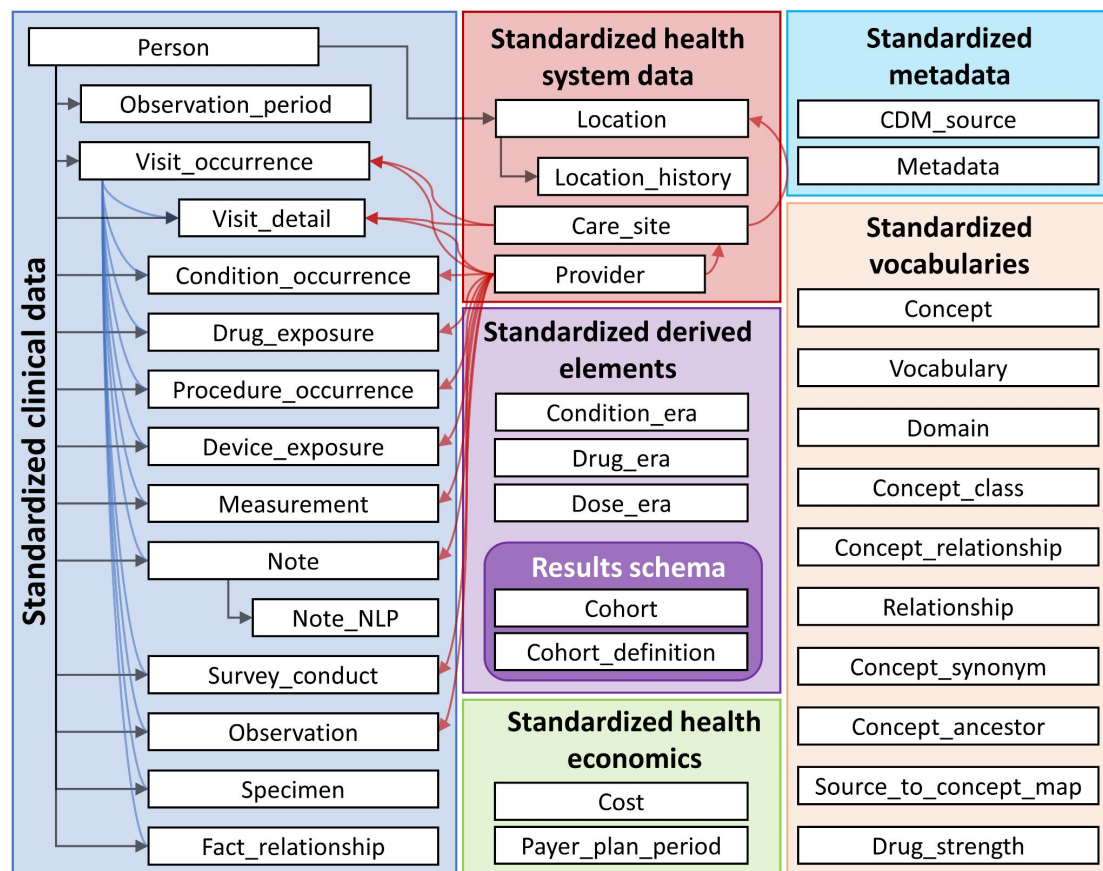 Standardized clinical data
Person
Observation_period
Visit_occurrence
Visit_detail
Condition_occurrence
Drug_exposure
Procedure_occurrence
Device_exposure
Measurement
Note
Note_NLP
Survey_conduct
Observation
Specimen
Fact_relationship
Standardized health
system data
Location
Location_history
Care_site
Provider
Standardized derived
elements
Condition_era
Drug_era
Dose_era
Results schema
Cohort
Cohort_definition
Standardized health
economics
Cost
Payer_plan_period
Standardized
metadata
CDM_source
Metadata
Standardized
vocabularies
Concept
Vocabulary
Domain
Concept_class
Concept_relationship
Relationship
Concept_synonym
Concept_ancestor
Source_to_concept_map
Drug_strength